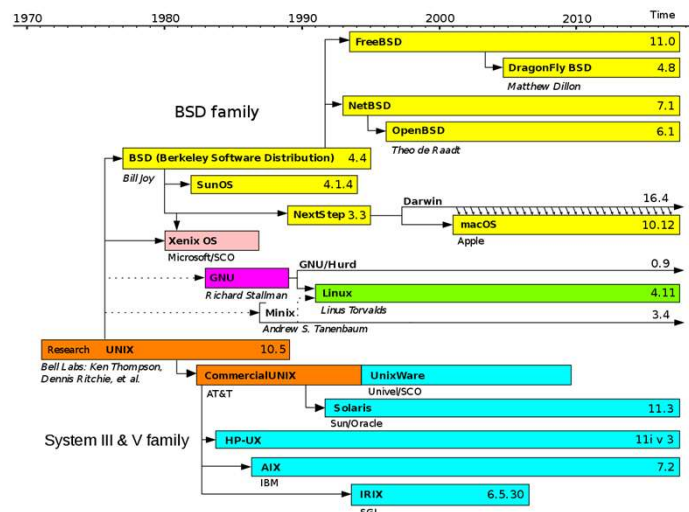 1970 1980 1990 2000 2010 Time
FreeBSD 11.0
DragonFly BSD 4.8
Matthew Dillon
BSD family
NetBSD 7.1
OpenBSD 6.1
Theo de Raadt
BSD (Berkeley Software Distribution) 4.4
Bill Joy
SunOS 4.1.4
Darwin 16.4
NextStep 3.3
macOS 10.12
Apple
Xenix OS
Microsoft/SCO
GNU/Hurd 0.9
GNU
Richard Stallman
Linux 4.11
Linus Torvalds
Minix 3.4
Andrew S. Tanenbaum
Research UNIX 10.5
Bell Labs: Ken Thompson,
Dennis Ritchie, et al.
CommercialUNIX
AT&T
UnixWare
Univel/SCO
Solaris 11.3
Sun/Oracle
System III & V family
HP-UX 11i v 3
AIX 7.2
IBM
IRIX 6.5.30